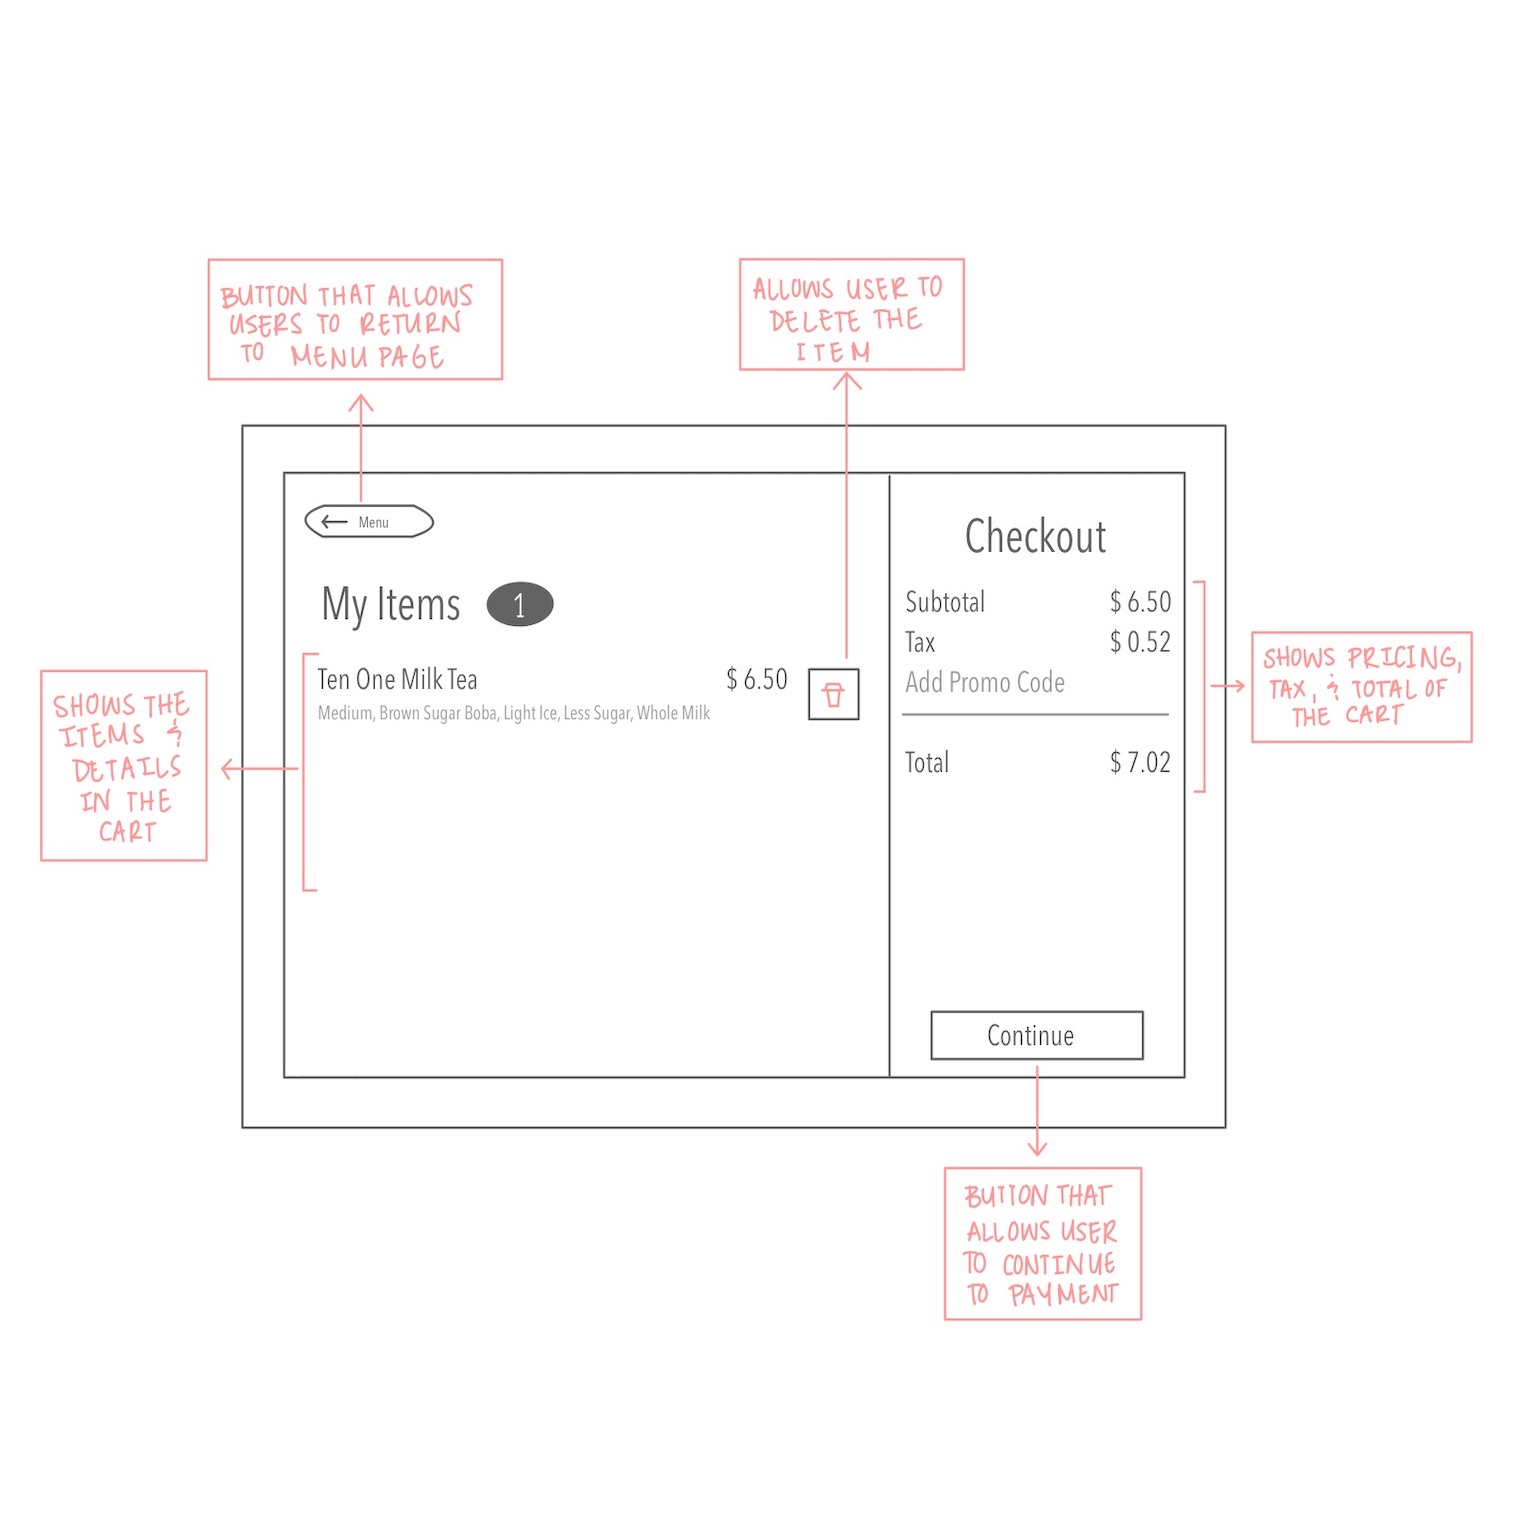 BUTTON THAT ALLOWS
USERS TO RETURN
TO MENU PAGE
ALLOWS USER TO
DELETE THE
ITEM
Menu
My Items 1
Ten One Milk Tea $ 6.50
Medium, Brown Sugar Boba, Light Ice, Less Sugar, Whole Milk
Checkout
Subtotal $ 6.50
Tax $ 0.52
Add Promo Code
Total $ 7.02
Continue
SHOWS THE
ITEMS &
DETAILS
IN THE
CART
SHOWS PRICING,
TAX, & TOTAL OF
THE CART
BUTTON THAT
ALLOWS USER
TO CONTINUE
TO PAYMENT